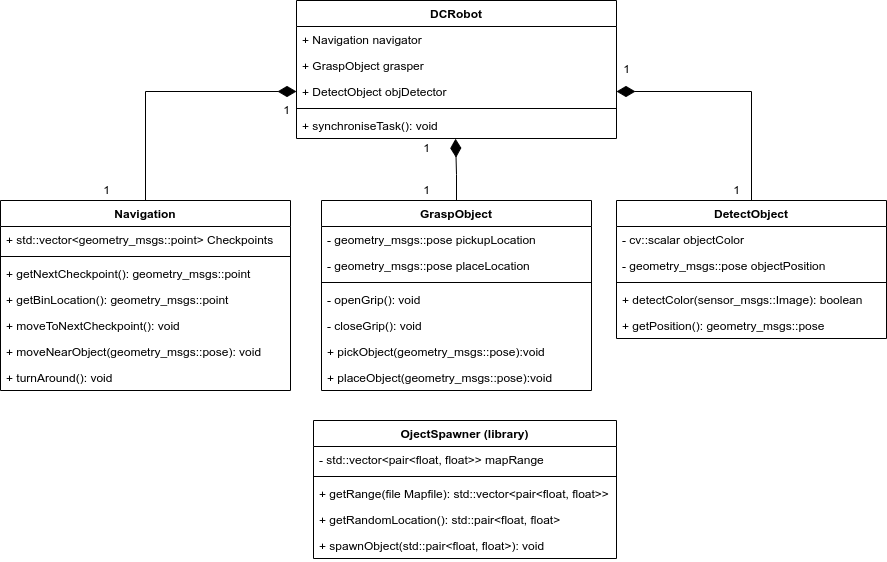 DCRobot
+ Navigation navigator
+ GraspObject grasper
+ DetectObject objDetector
+ synchroniseTask(): void
1
1
1
1
1
1
Navigation
+ std::vector<geometry_msgs::point> Checkpoints
+ getNextCheckpoint(): geometry_msgs::point
+ getBinLocation(): geometry_msgs::point
+ moveToNextCheckpoint(): void
+ moveNearObject(geometry_msgs::pose): void
+ turnAround(): void
GraspObject
- geometry_msgs::pose pickupLocation
- geometry_msgs::pose placeLocation
- openGrip(): void
- closeGrip(): void
+ pickObject(geometry_msgs::pose):void
+ placeObject(geometry_msgs::pose):void
DetectObject
- cv::scalar objectColor
- geometry_msgs::pose objectPosition
+ detectColor(sensor_msgs::Image): boolean
+ getPosition(): geometry_msgs::pose
OjectSpawner (library)
- std::vector<pair<float, float>> mapRange
+ getRange(file Mapfile): std::vector<pair<float, float>>
+ getRandomLocation(): std::pair<float, float>
+ spawnObject(std::pair<float, float>): void